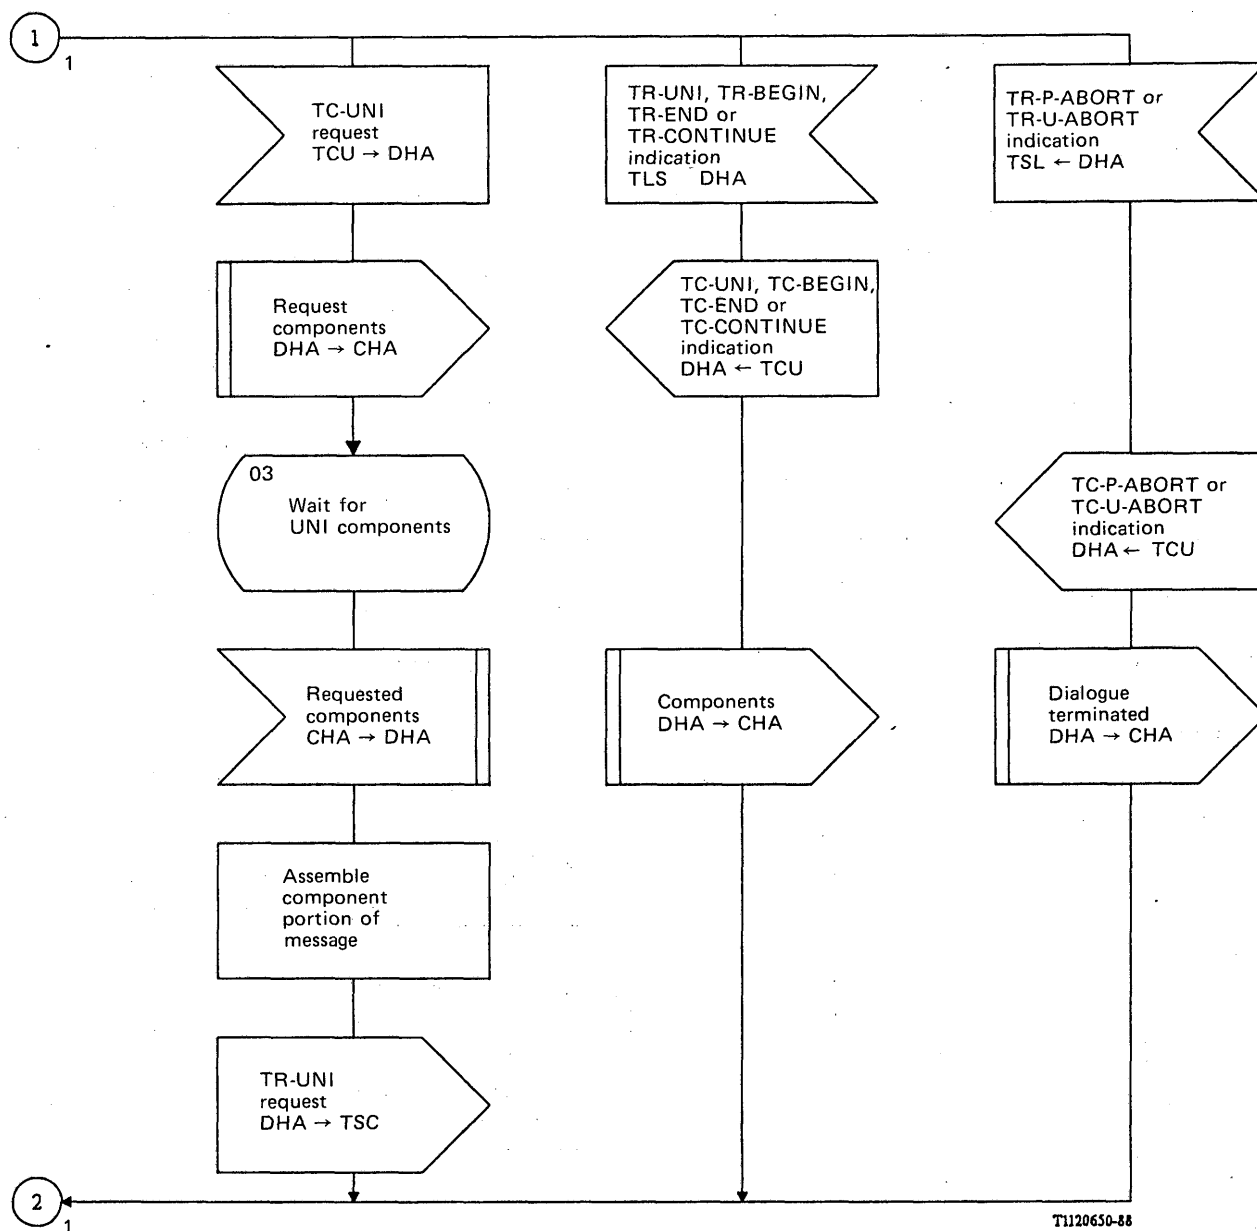 1
1
TC-UNI
request
TCU → DHA
TR-UNI, TR-BEGIN,
TR-END or
TR-CONTINUE
indication
TLS DHA
TR-P-ABORT or
TR-U-ABORT
indication
TSL ← DHA
Request
components
DHA → CHA
TC-UNI, TC-BEGIN,
TC-END or
TC-CONTINUE
indication
DHA ← TCU
03
Wait for
UNI components
TC-P-ABORT or
TC-U-ABORT
indication
DHA ← TCU
Requested
components
CHA → DHA
Components
DHA → CHA
Dialogue
terminated
DHA → CHA
Assemble
component
portion of
message
TR-UNI
request
DHA → TSC
2
1
T1120650-88